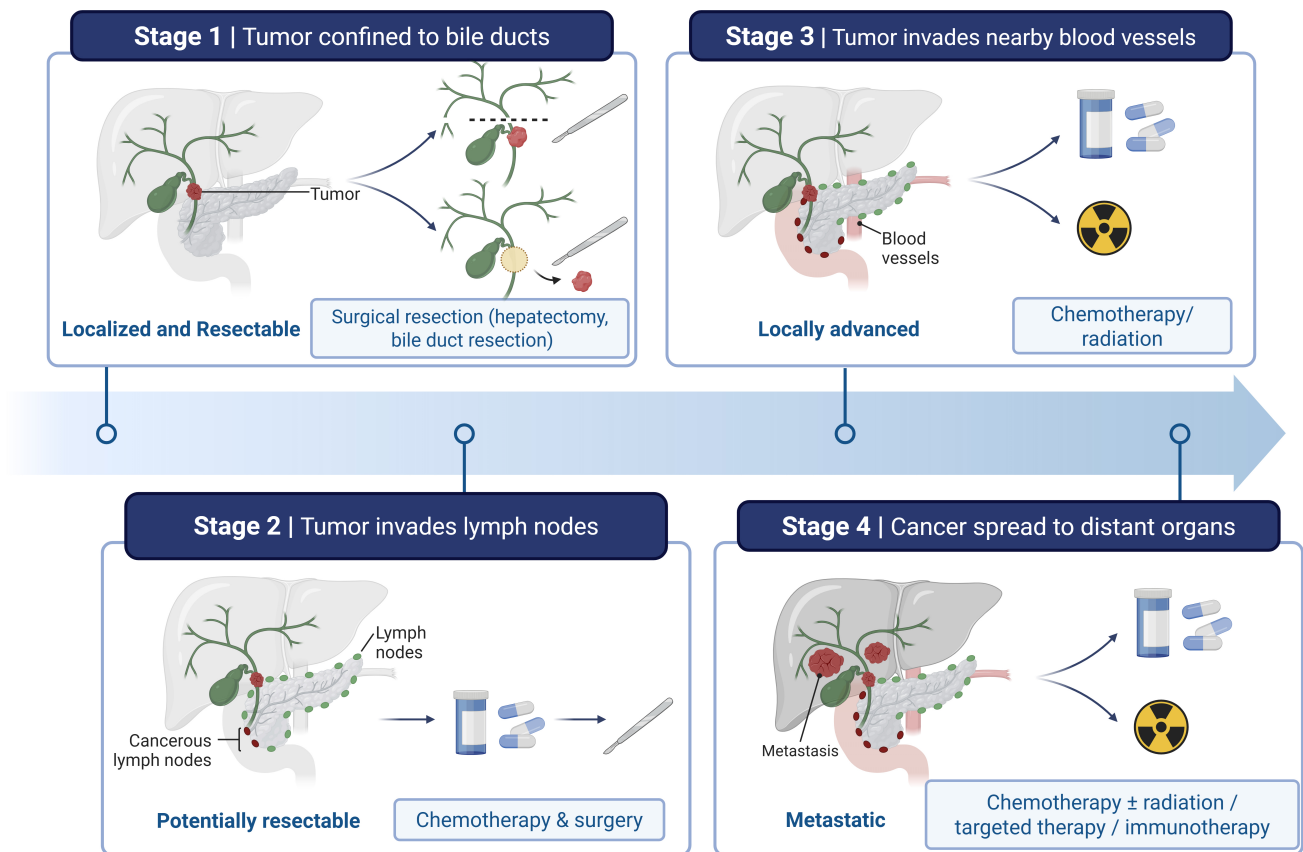 Stage 1 | Tumor confined to bile ducts
Tumor
Localized and Resectable
Surgical resection (hepatectomy,
bile duct resection)
Stage 2 | Tumor invades lymph nodes
Lymph
nodes
Cancerous
lymph nodes
Potentially resectable
Chemotherapy & surgery
Stage 3 | Tumor invades nearby blood vessels
Blood
vessels
Locally advanced
Chemotherapy/
radiation
Stage 4 | Cancer spread to distant organs
Metastasis
Metastatic
Chemotherapy ± radiation /
targeted therapy / immunotherapy